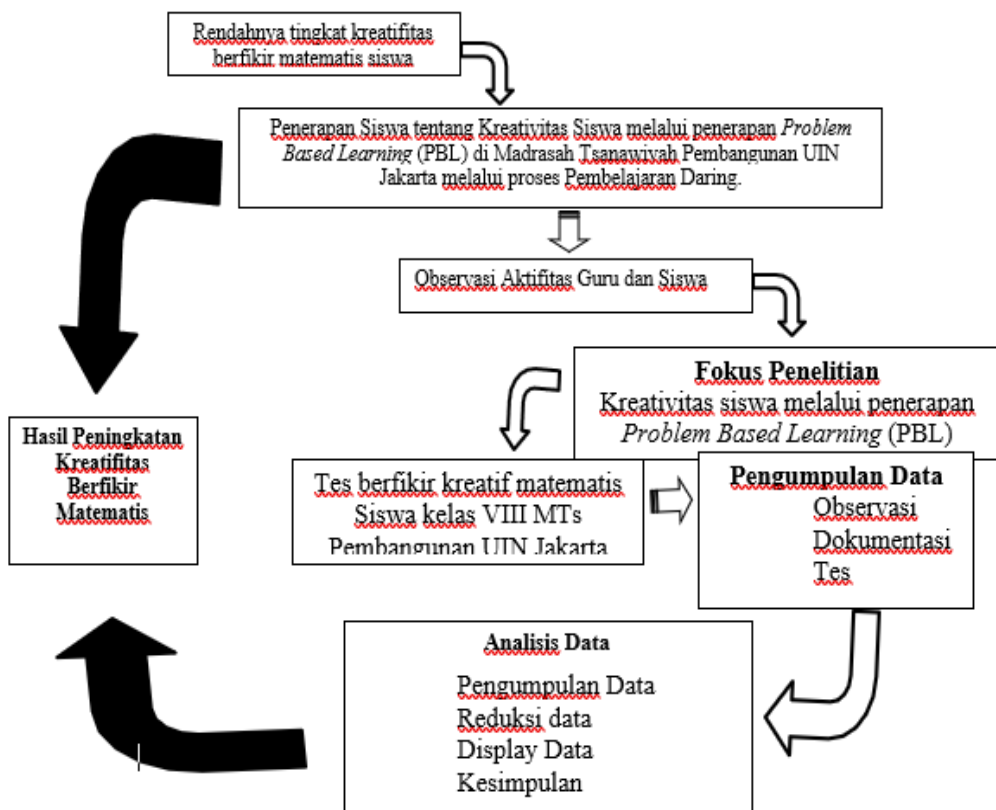 Rendahnya tingkat kreatifitas
berfikir matematis siswa
Penerapan Siswa tentang Kreativitas Siswa melalui penerapan Problem
Based Learning (PBL) di Madrasah Tsanawiyah Pembangunan UIN
Jakarta melalui proses Pembelajaran Daring.
Observasi Aktifitas Guru dan Siswa
Fokus Penelitian
Kreativitas siswa melalui penerapan
Problem Based Learning (PBL)
Hasil Peningkatan
Kreatifitas
Berfikir
Matematis
Tes berfikir kreatif matematis
Siswa kelas VIII MTs
Pembangunan UIN Jakarta
Pengumpulan Data
Observasi
Dokumentasi
Tes
Analisis Data
Pengumpulan Data
Reduksi data
Display Data
Kesimpulan